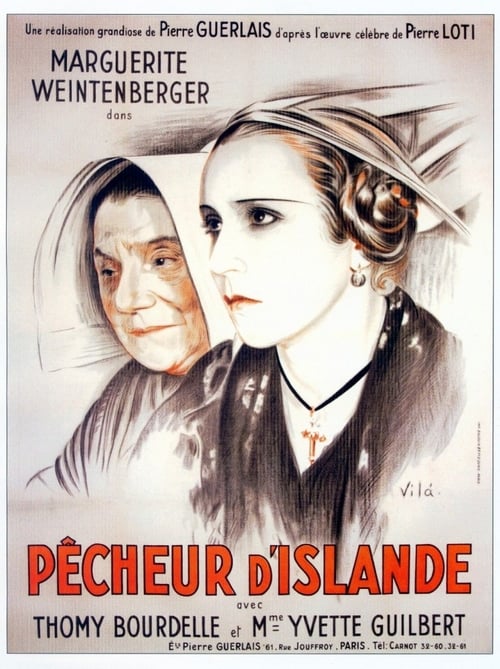 Une réalisation grandiose de Pierre GUERLAIS d'après l'œuvre célèbre de Pierre LOTI
MARGUERITE
WEINTENBERGER
dans
Vilá.
PÊCHEUR D'ISLANDE
avec
THOMY BOURDELLE et Mme YVETTE GUILBERT
Éts Pierre GUERLAIS - 61, Rue JOUFFROY, PARIS. Tél: CARNOT 32-60, 32-61